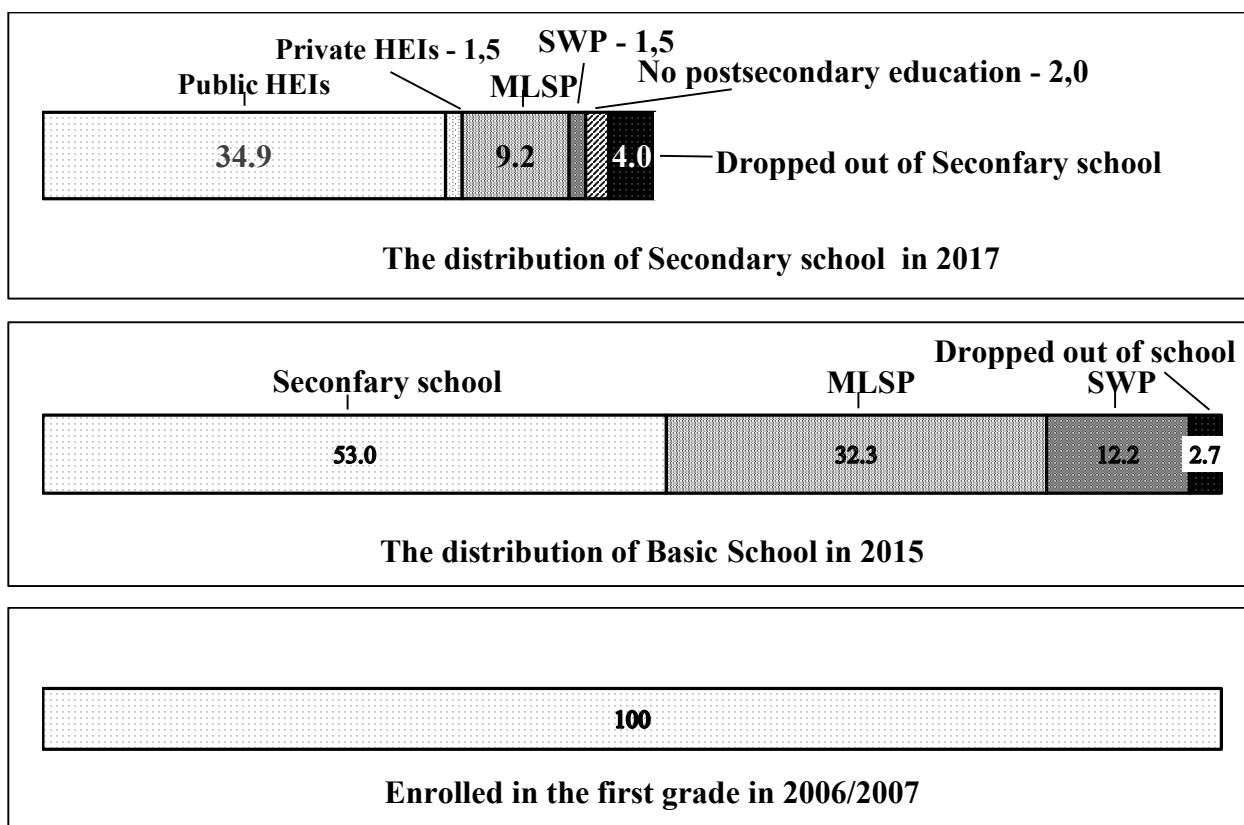 Private HEIs - 1,5
SWP - 1,5
No postsecondary education - 2,0
Public HEIs
MLSP
34.9
9.2
4.0
Dropped out of Seconfary school
The distribution of Secondary school in 2017
Dropped out of school
Seconfary school
MLSP
SWP
53.0
32.3
12.2
2.7
The distribution of Basic School in 2015
100
Enrolled in the first grade in 2006/2007